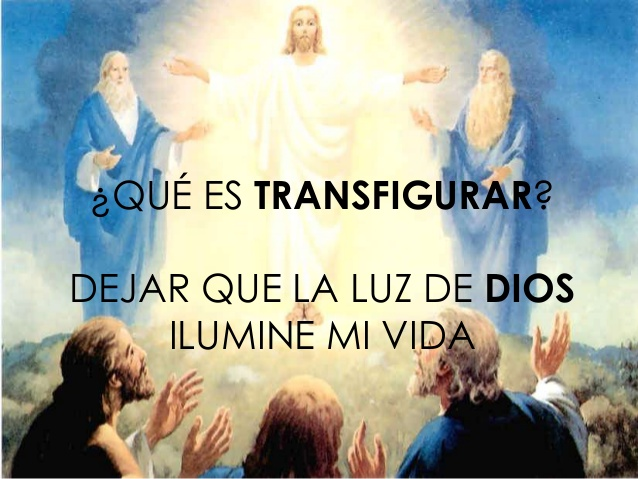 ¿QUÉ ES TRANSFIGURAR?
DEJAR QUE LA LUZ DE DIOS
ILUMINE MI VIDA